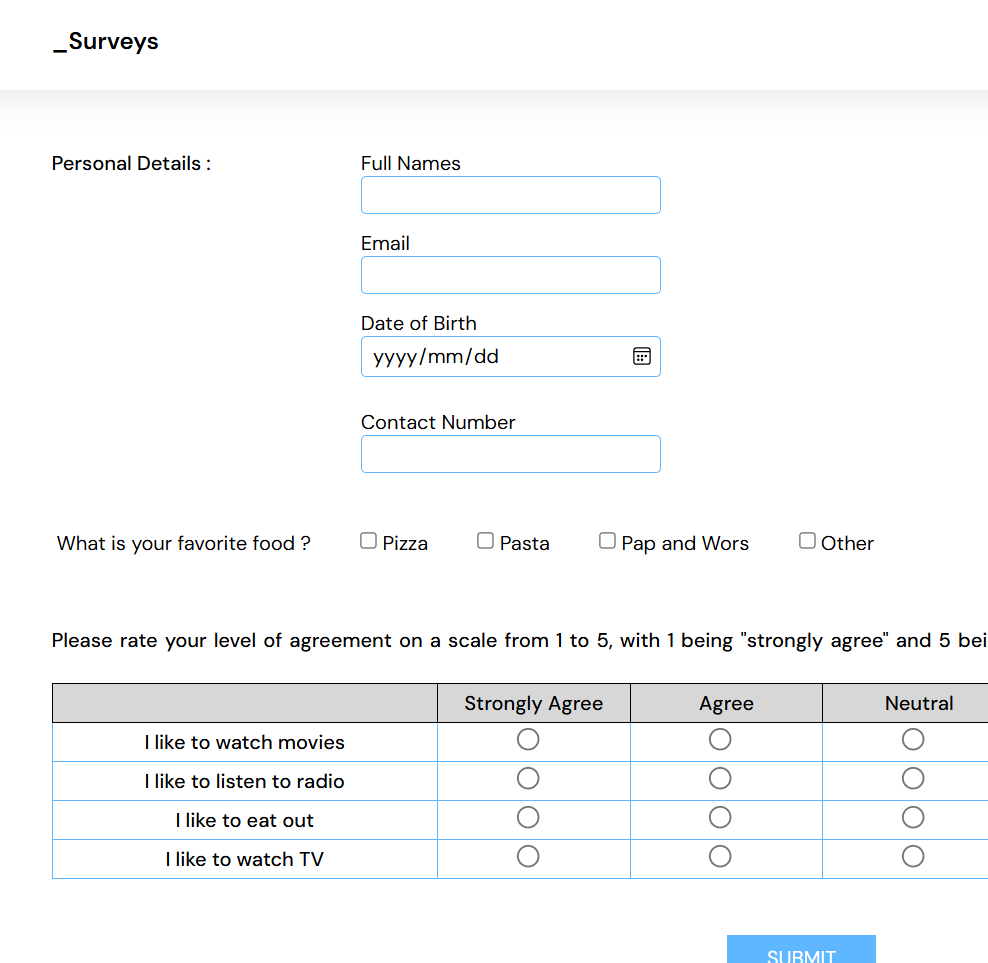 _Surveys
Personal Details :
Full Names
Email
Date of Birth
yyyy/mm/dd
Contact Number
What is your favorite food ? Pizza Pasta Pap and Wors Other
Please rate your level of agreement on a scale from 1 to 5, with 1 being "strongly agree" and 5
Strongly Agree Agree Neutral
I like to watch movies
I like to listen to radio
I like to eat out
I like to watch TV
SUBMIT